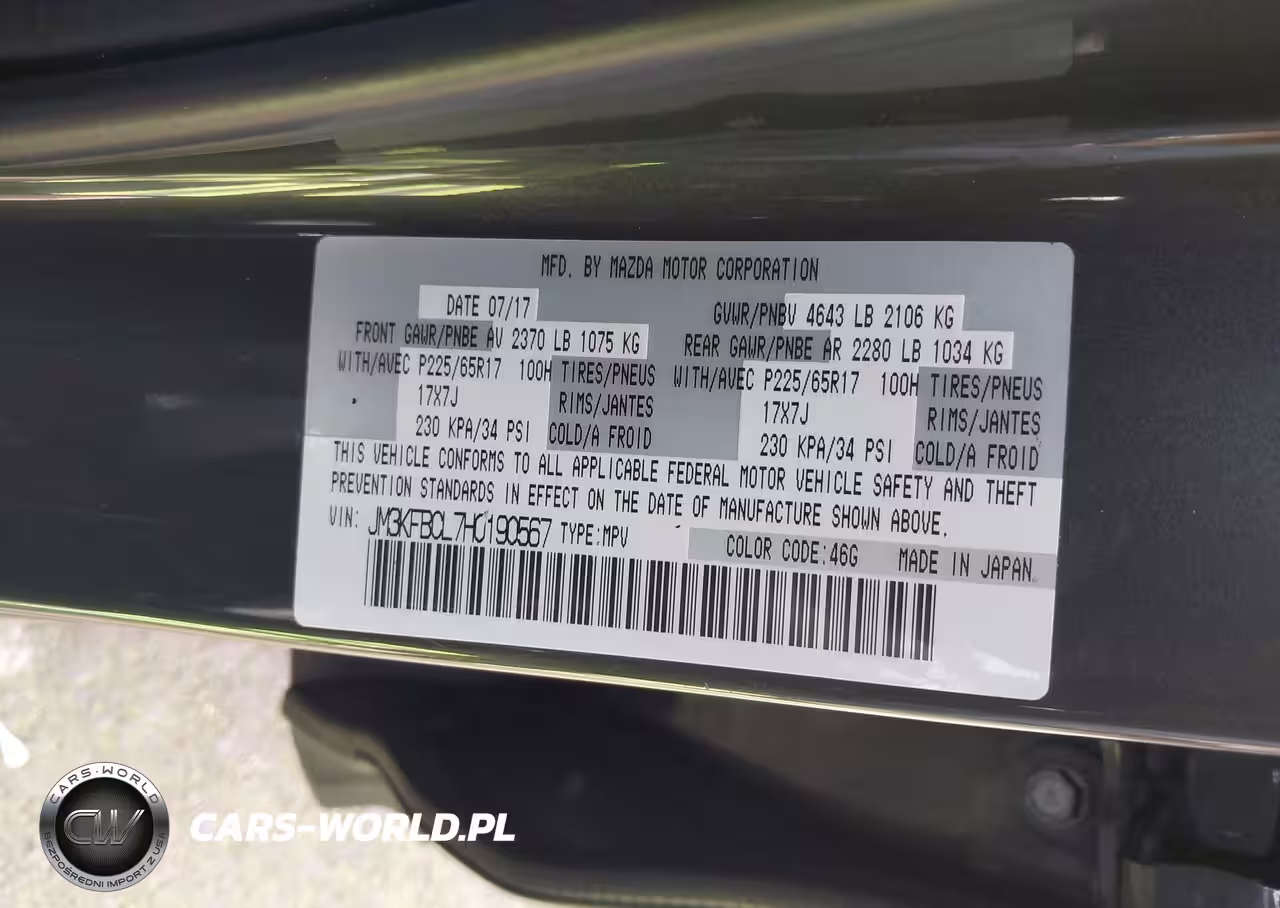 MFD. BY MAZDA MOTOR CORPORATION
DATE 07/17 GVWR/PNBV 4643 LB 2106 KG
FRONT GAWR/PNBE AV 2370 LB 1075 KG REAR GAWR/PNBE AR 2280 LB 1034 KG
WITH/AVEC P225/65R17 100H TIRES/PNEUS WITH/AVEC P225/65R17 100H TIRES/PNEUS
17X7J RIMS/JANTES 17X7J RIMS/JANTES
230 KPA/34 PSI COLD/A FROID 230 KPA/34 PSI COLD/A FROID
THIS VEHICLE CONFORMS TO ALL APPLICABLE FEDERAL MOTOR VEHICLE SAFETY AND THEFT
PREVENTION STANDARDS IN EFFECT ON THE DATE OF MANUFACTURE SHOWN ABOVE.
VIN: JM3KFBCL7H0190567 TYPE:MPV COLOR CODE:46G MADE IN JAPAN
CARS-WORLD
CW
BEZPOŚREDNI IMPORT Z USA
CARS-WORLD.PL